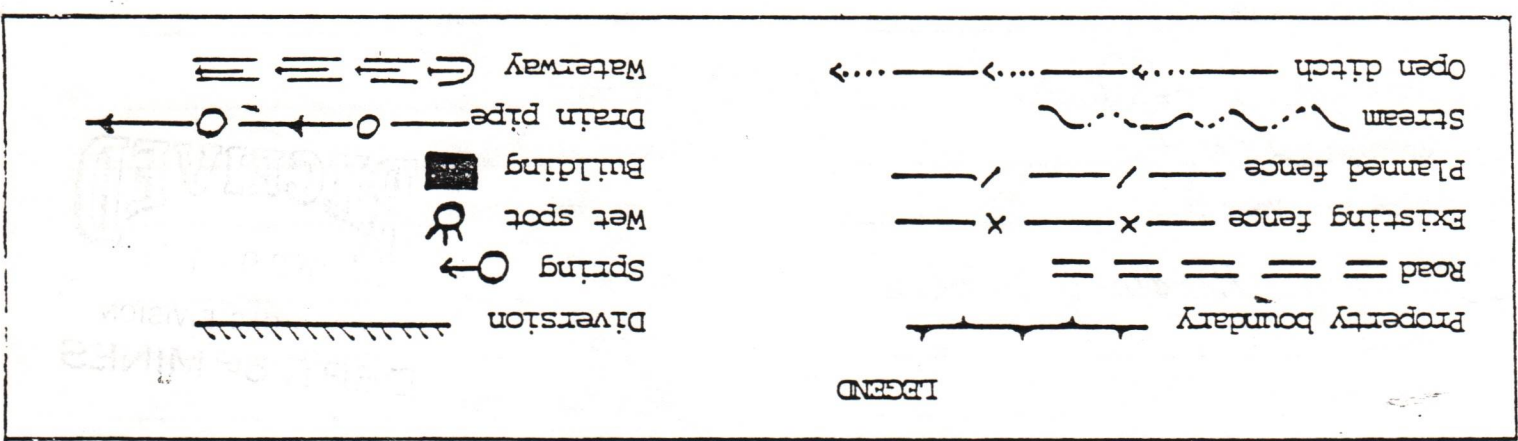 LEGEND
Property boundary
Road
Existing fence
Planned fence
Stream
Open ditch
Diversion
Spring
Wet spot
Building
Drain pipe
Waterway